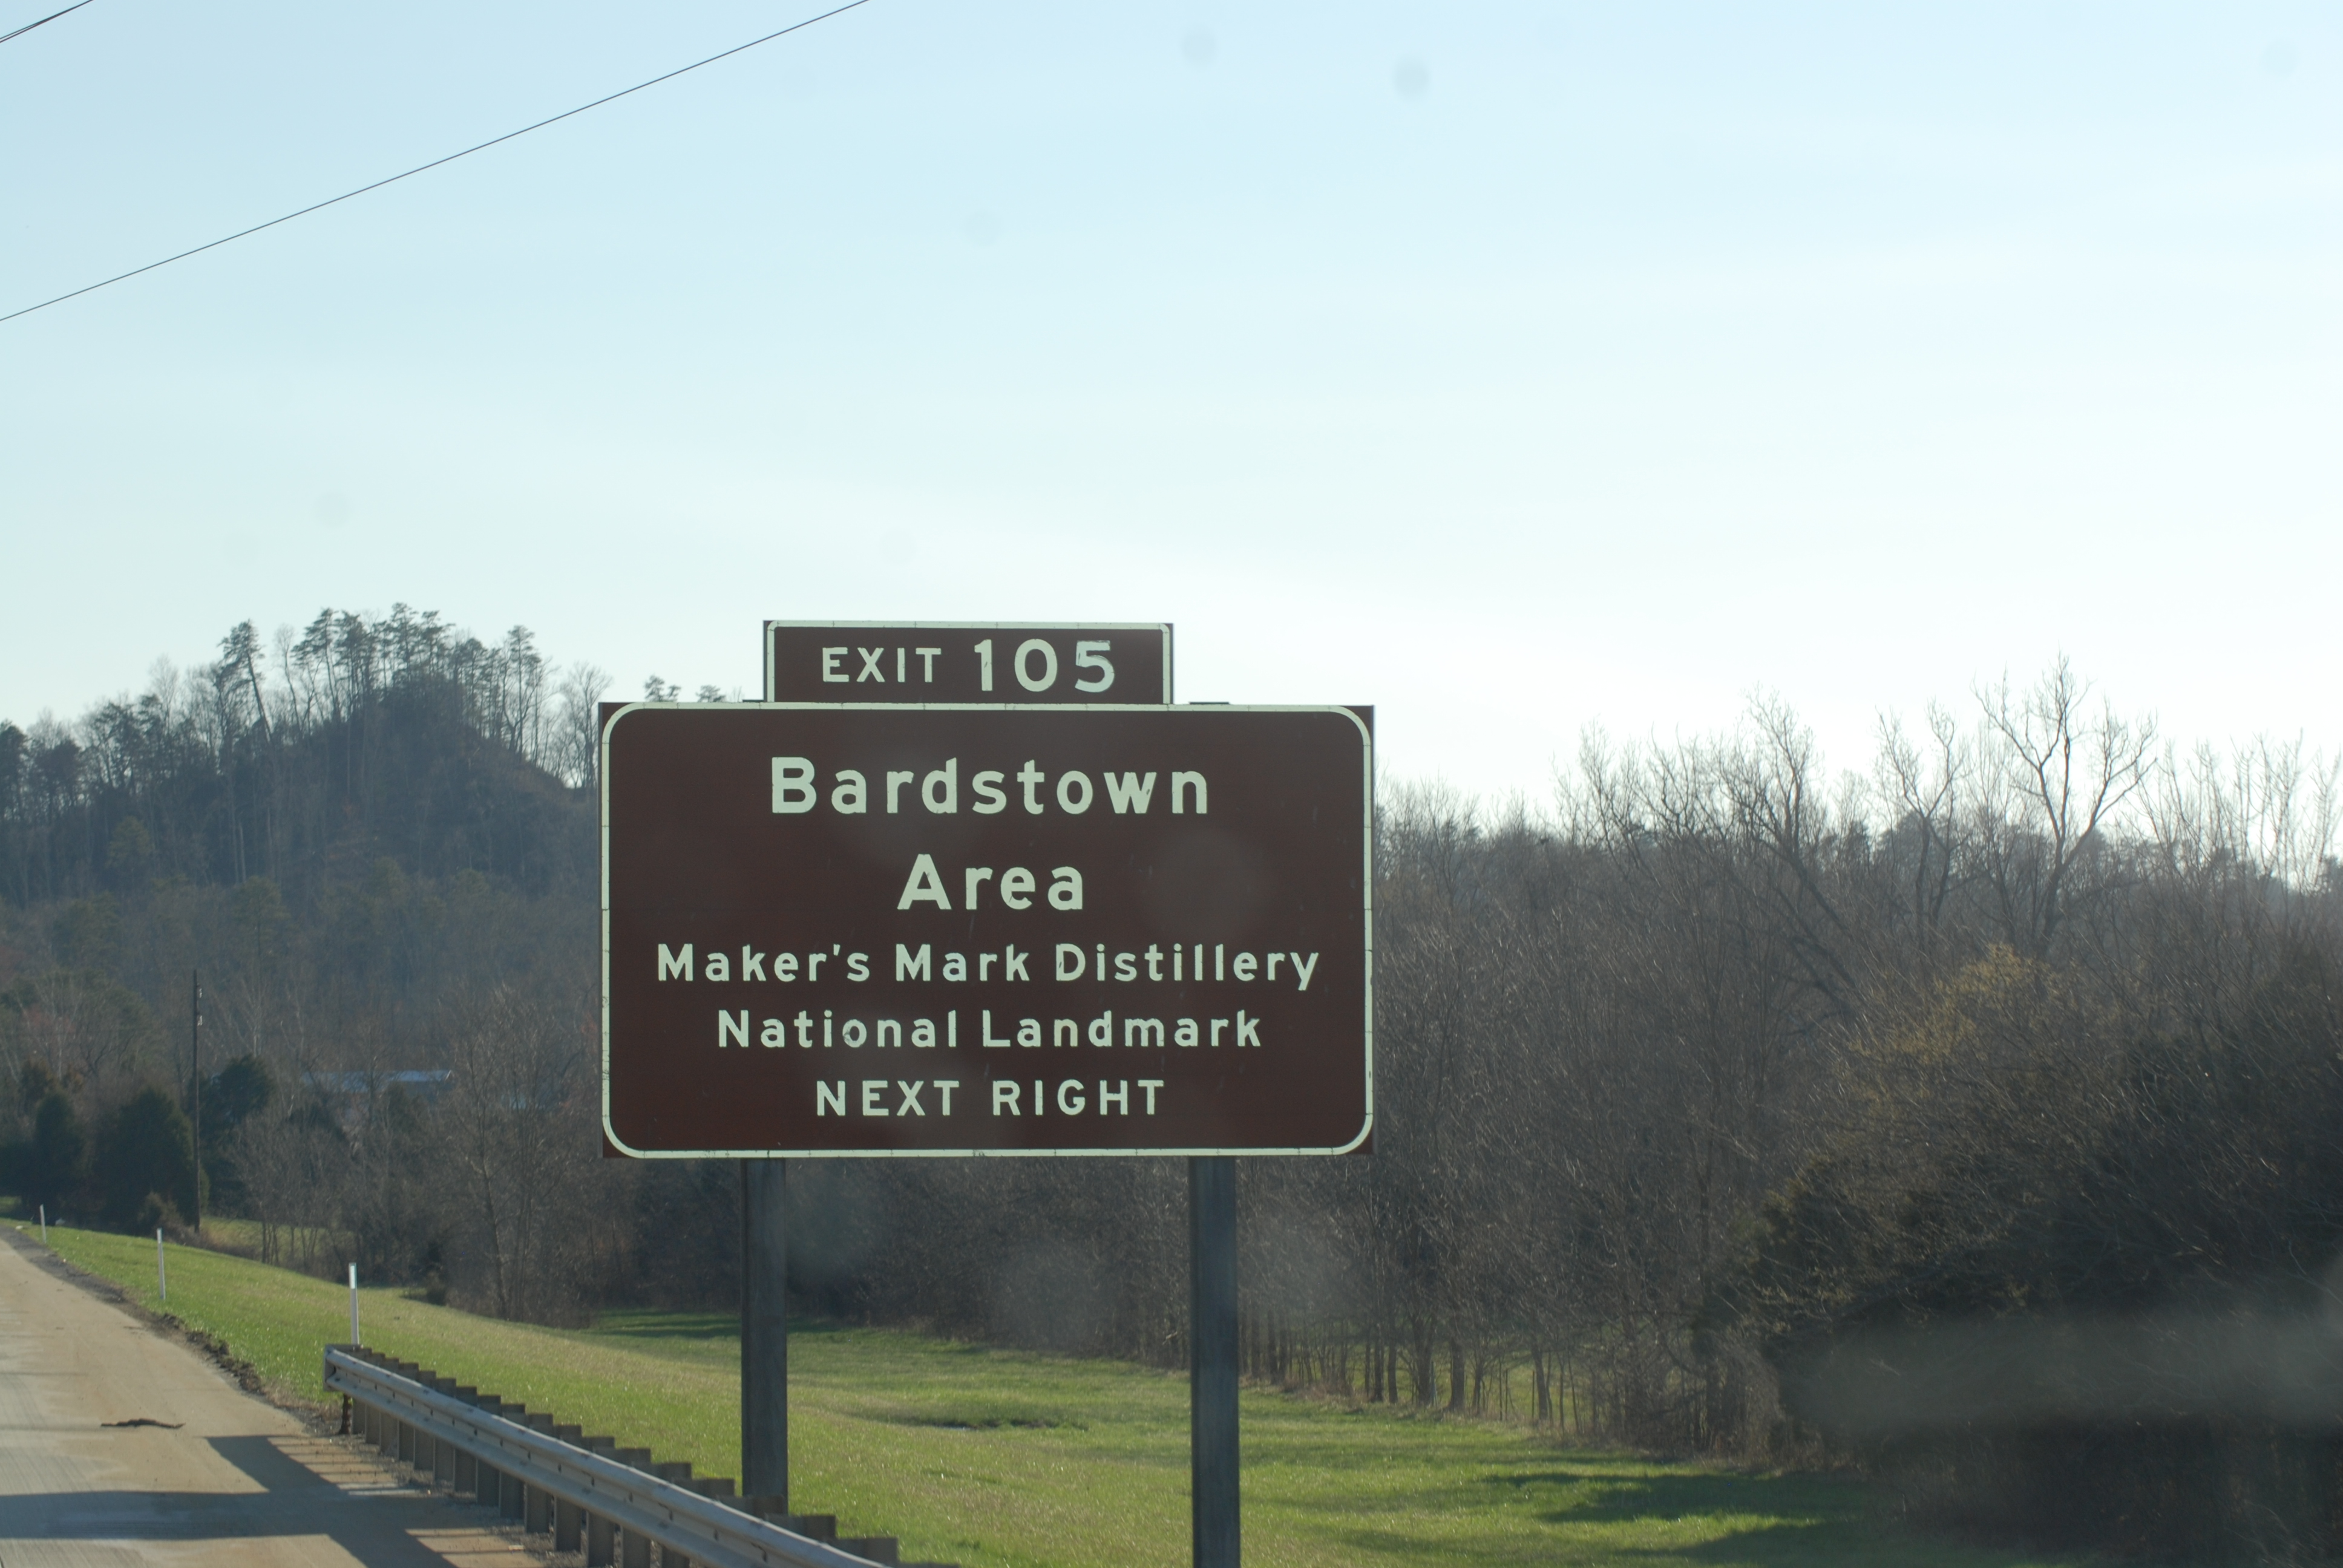 EXIT 105
Bardstown
Area
Maker's Mark Distillery
National Landmark
NEXT RIGHT